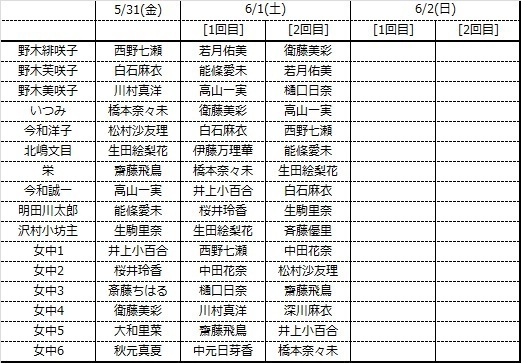 5/31(金) 6/1(土) 6/2(日)
[1回目] [2回目] [1回目] [2回目]
野木緋咲子 西野七瀬 若月佑美 衛藤美彩
野木芙咲子 白石麻衣 能條愛未 若月佑美
野木美咲子 川村真洋 高山一実 樋口日奈
いつみ 橋本奈々未 衛藤美彩 高山一実
今和洋子 松村沙友理 白石麻衣 西野七瀬
北嶋文目 生田絵梨花 伊藤万理華 能條愛未
栄 齋藤飛鳥 橋本奈々未 生田絵梨花
今和誠一 高山一実 井上小百合 白石麻衣
明田川太郎 能條愛未 桜井玲香 生駒里奈
沢村小坊主 生駒里奈 生田絵梨花 斉藤優里
女中1 井上小百合 西野七瀬 中田花奈
女中2 桜井玲香 中田花奈 松村沙友理
女中3 斎藤ちはる 樋口日奈 齋藤飛鳥
女中4 衛藤美彩 川村真洋 深川麻衣
女中5 大和里菜 齋藤飛鳥 井上小百合
女中6 秋元真夏 中元日芽香 橋本奈々未